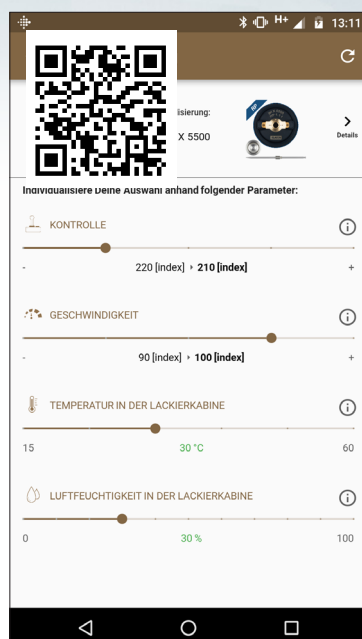 H+ 13:11
isierung:
X 5500
RP
Details
Individualisiere Deine Auswahl anhand folgender Parameter:
KONTROLLE
- 220 [index] ‣ 210 [index] +
GESCHWINDIGKEIT
- 90 [index] ‣ 100 [index] +
TEMPERATUR IN DER LACKIERKABINE
15 30 °C 60
LUFTFEUCHTIGKEIT IN DER LACKIERKABINE
0 30 % 100